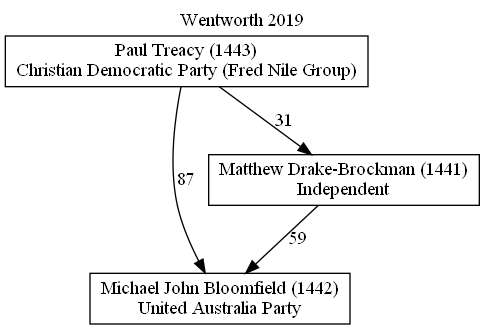 Wentworth 2019
Paul Treacy (1443)
Christian Democratic Party (Fred Nile Group)
31
Matthew Drake-Brockman (1441)
Independent
87
59
Michael John Bloomfield (1442)
United Australia Party